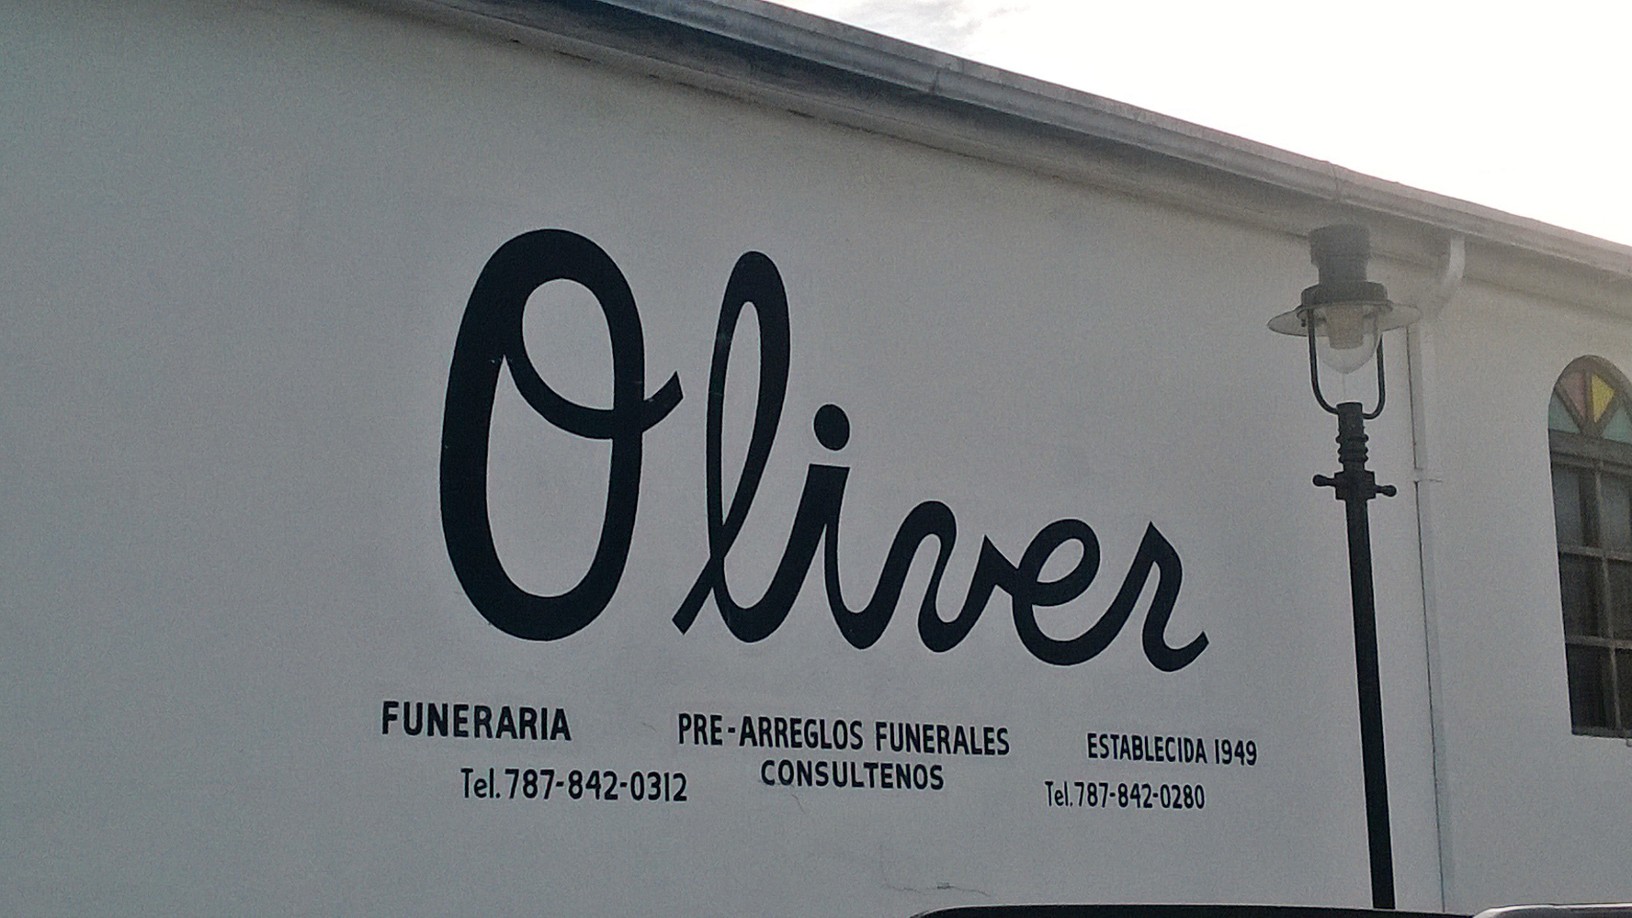 Oliver
FUNERARIA
Tel. 787-842-0312
PRE-ARREGLOS FUNERALES
CONSULTENOS
ESTABLECIDA 1949
Tel. 787-842-0280